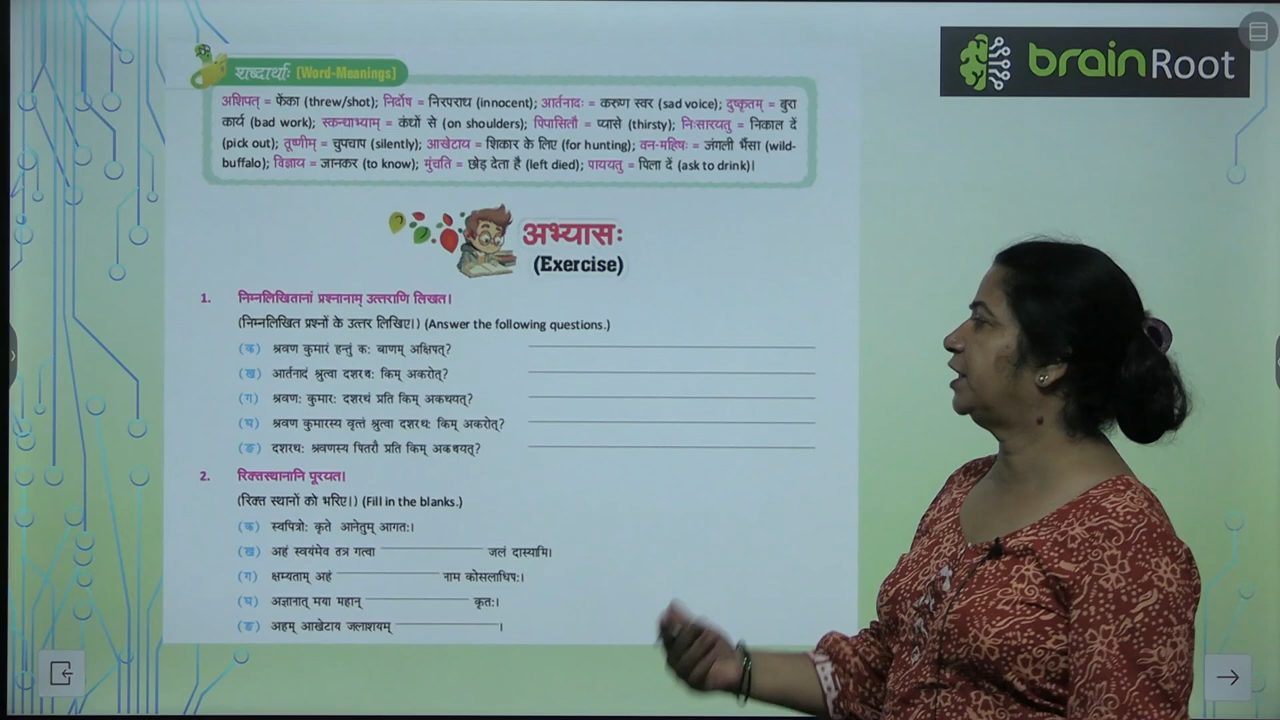 brainRoot
शब्दार्थाः [Word-Meanings]
अशिपत् = फेंका (threw/shot); निर्दोष = निरपराध (innocent); आर्तनादः = करुण स्वर (sad voice); दुष्कृतम् = बुरा
कार्य (bad work); स्कन्धाभ्याम् = कंधों से (on shoulders); पिपासितौ = प्यासे (thirsty); निःसारयतु = निकाल दें
(pick out); तूष्णीम् = चुपचाप (silently); आखेटाय = शिकार के लिए (for hunting); वन-महिषः = जंगली भैंसा (wild-
buffalo); विज्ञाय = जानकर (to know); मुंचति = छोड़ देता है (left died); पाययतु = पिला दें (ask to drink)।
अभ्यासः
(Exercise)
1. निम्नलिखितानां प्रश्नानाम् उत्तराणि लिखत।
(निम्नलिखित प्रश्नों के उत्तर लिखिए।) (Answer the following questions.)
(क) श्रवण कुमारं हन्तुं कः बाणम् अक्षिपत्?
(ख) आर्तनादं श्रुत्वा दशरथः किम् अकरोत्?
(ग) श्रवणः कुमारः दशरथं प्रति किम् अकथयत्?
(घ) श्रवण कुमारस्य वृत्तं श्रुत्वा दशरथः किम् अकरोत्?
(ङ) दशरथः श्रवणस्य पितरौ प्रति किम् अकथयत्?
2. रिक्तस्थानानि पूरयत।
(रिक्त स्थानों को भरिए।) (Fill in the blanks.)
(क) स्वपित्रोः कृते आनेतुम् आगतः।
(ख) अहं स्वयंमेव तत्र गत्वा ____________ जलं दास्यामि।
(ग) क्षम्यताम् अहं ____________ नाम कोसलाधिपः।
(घ) अज्ञानात् मया महान् ____________ कृतः।
(ङ) अहम् आखेटाय जलाशयम् ____________ ।